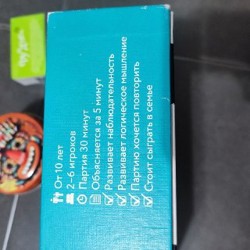 От 10 лет
2-6 игроков
Партия 30 минут
Объясняется за 5 минут
Развивает наблюдательность
Развивает логическое мышление
Партию хочется повторить
Стоит сыграть в семье